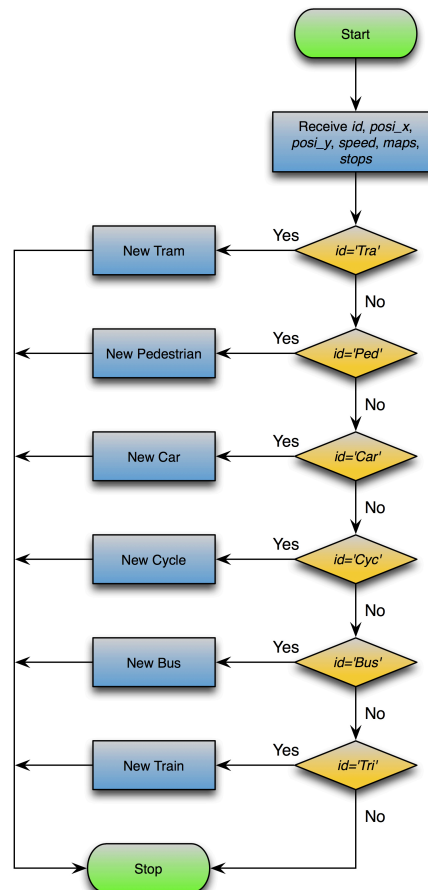 Start
Receive id, posi_x,
posi_y, speed, maps,
stops
New Tram
Yes
id='Tra'
No
New Pedestrian
Yes
id='Ped'
No
New Car
Yes
id='Car'
No
New Cycle
Yes
id='Cyc'
No
New Bus
Yes
id='Bus'
No
New Train
Yes
id='Tri'
No
Stop